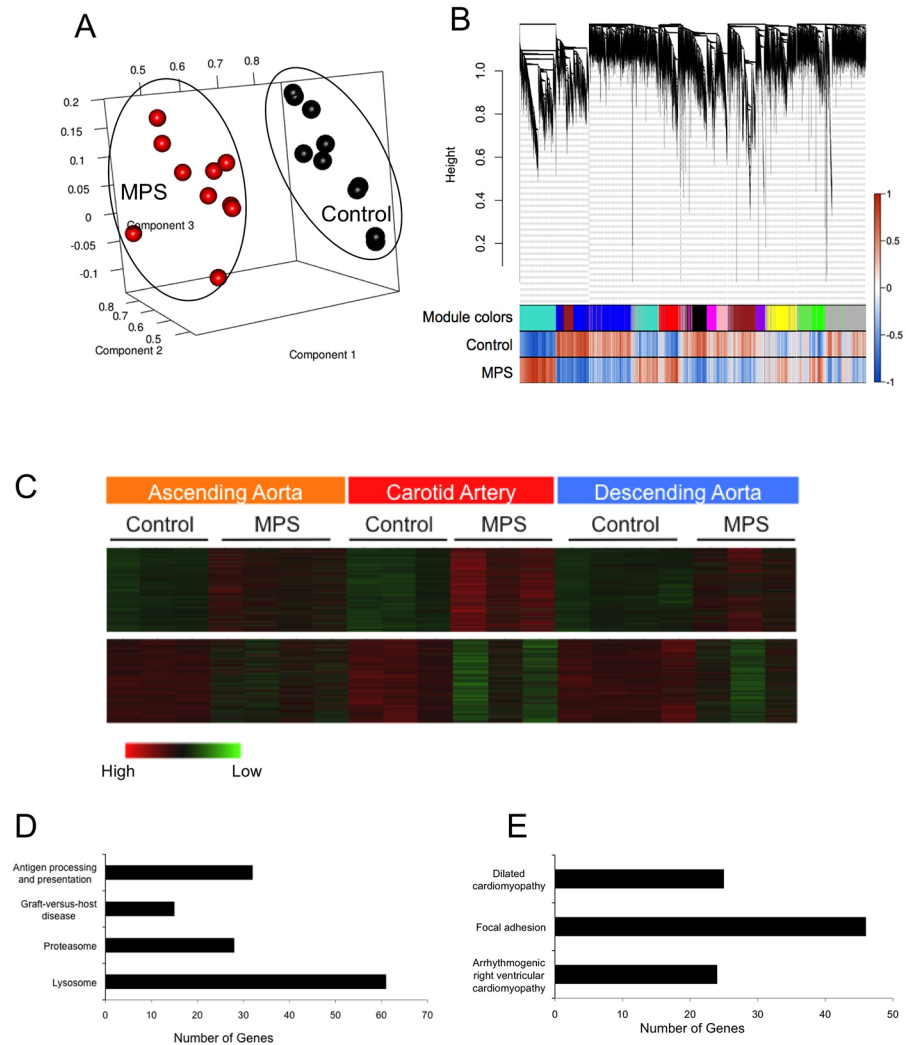 A
0.5
0.6
0.7
0.8
0.2
0.15
0.1
0.05
0
-0.05
-0.1
MPS
Control
Component 3
0.8
0.7
0.6
0.5
Component 2
Component 1
B
Height
1.0
0.8
0.6
0.4
0.2
Module colors
Control
MPS
1
0.5
0
-0.5
-1
C
Ascending Aorta
Carotid Artery
Descending Aorta
Control
MPS
Control
MPS
Control
MPS
High
Low
D
Antigen processing
and presentation
Graft-versus-host
disease
Proteasome
Lysosome
0 10 20 30 40 50 60 70
Number of Genes
E
Dilated
cardiomyopathy
Focal adhesion
Arrhythmogenic
right ventricular
cardiomyopathy
0 10 20 30 40 50
Number of Genes